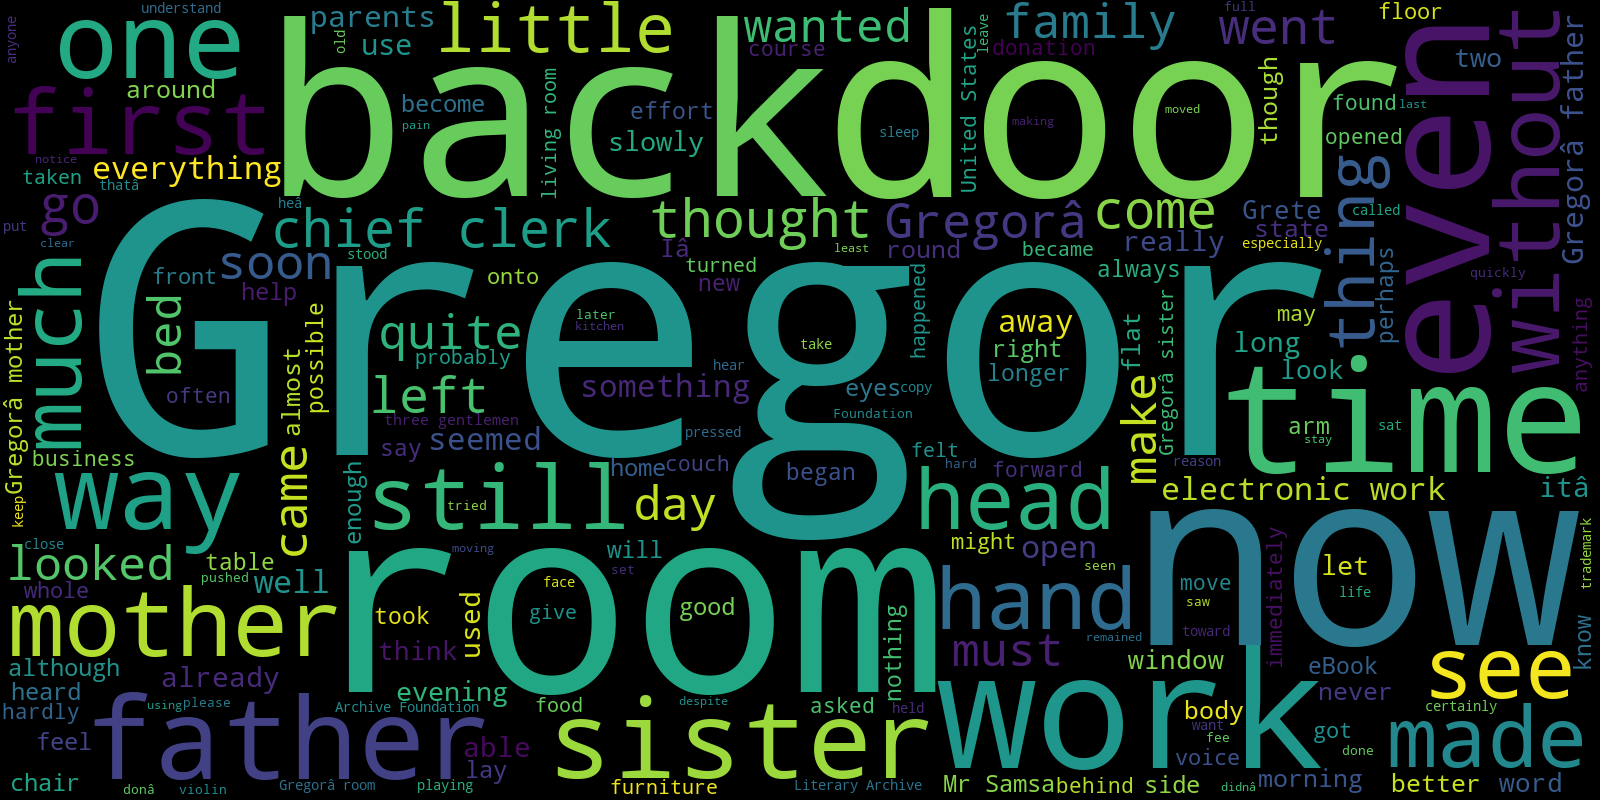 anyone
understand
one
old
parents
use
little
wanted
course
United States
leave
donation
family
went
full
floor
two
without
Gregorâ father
even
around
first
notice
everything
taken
thatâ
backdoor
become
pain
living room
effort
slowly
sleep
making
moved
though
found
last
opened
put
go
clear
much
front
soon
heâ
help
chief clerk
stood
onto
thought
Iâ
turned
new
Gregorâ
round
least
come
became
really
always
Grete
state
called
especially
thing
perhaps
quickly
anything
Gregorâ mother
bed
often
almost
possible
Gregor
quite
probably
left
three gentlemen
say
seemed
later
kitchen
something
hear
pressed
take
happened
eyes
copy
Foundation
away
right
longer
flat
Gregorâ sister
make
long
may
look
time
arm
stay
sat
reason
business
way
keep
came
enough
still
tried
home
couch
day
began
felt
hard
head
forward
electronic work
itâ
close
looked
whole
table
pushed
well
moving
will
set
might
open
seen
immediately
now
let
life
trademark
know
mother
took
used
think
room
face
give
good
nothing
hand
must
remained
move
saw
toward
window
eBook
never
see
certainly
although
heard
hardly
already
using
please
evening
Archive Foundation
food
despite
asked
held
work
body
want
fee
voice
got
done
made
feel
father
able
lay
sister
chair
donâ
violin
Gregorâ room
playing
furniture
Literary Archive
Mr Samsa
behind
side
didnâ
morning
better
word